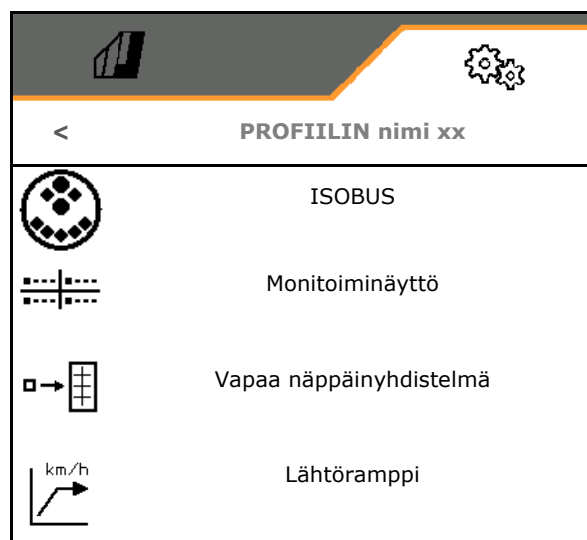 < PROFIILIN nimi xx
ISOBUS
Monitoiminäyttö
Vapaa näppäinyhdistelmä
km/h Lähtöramppi